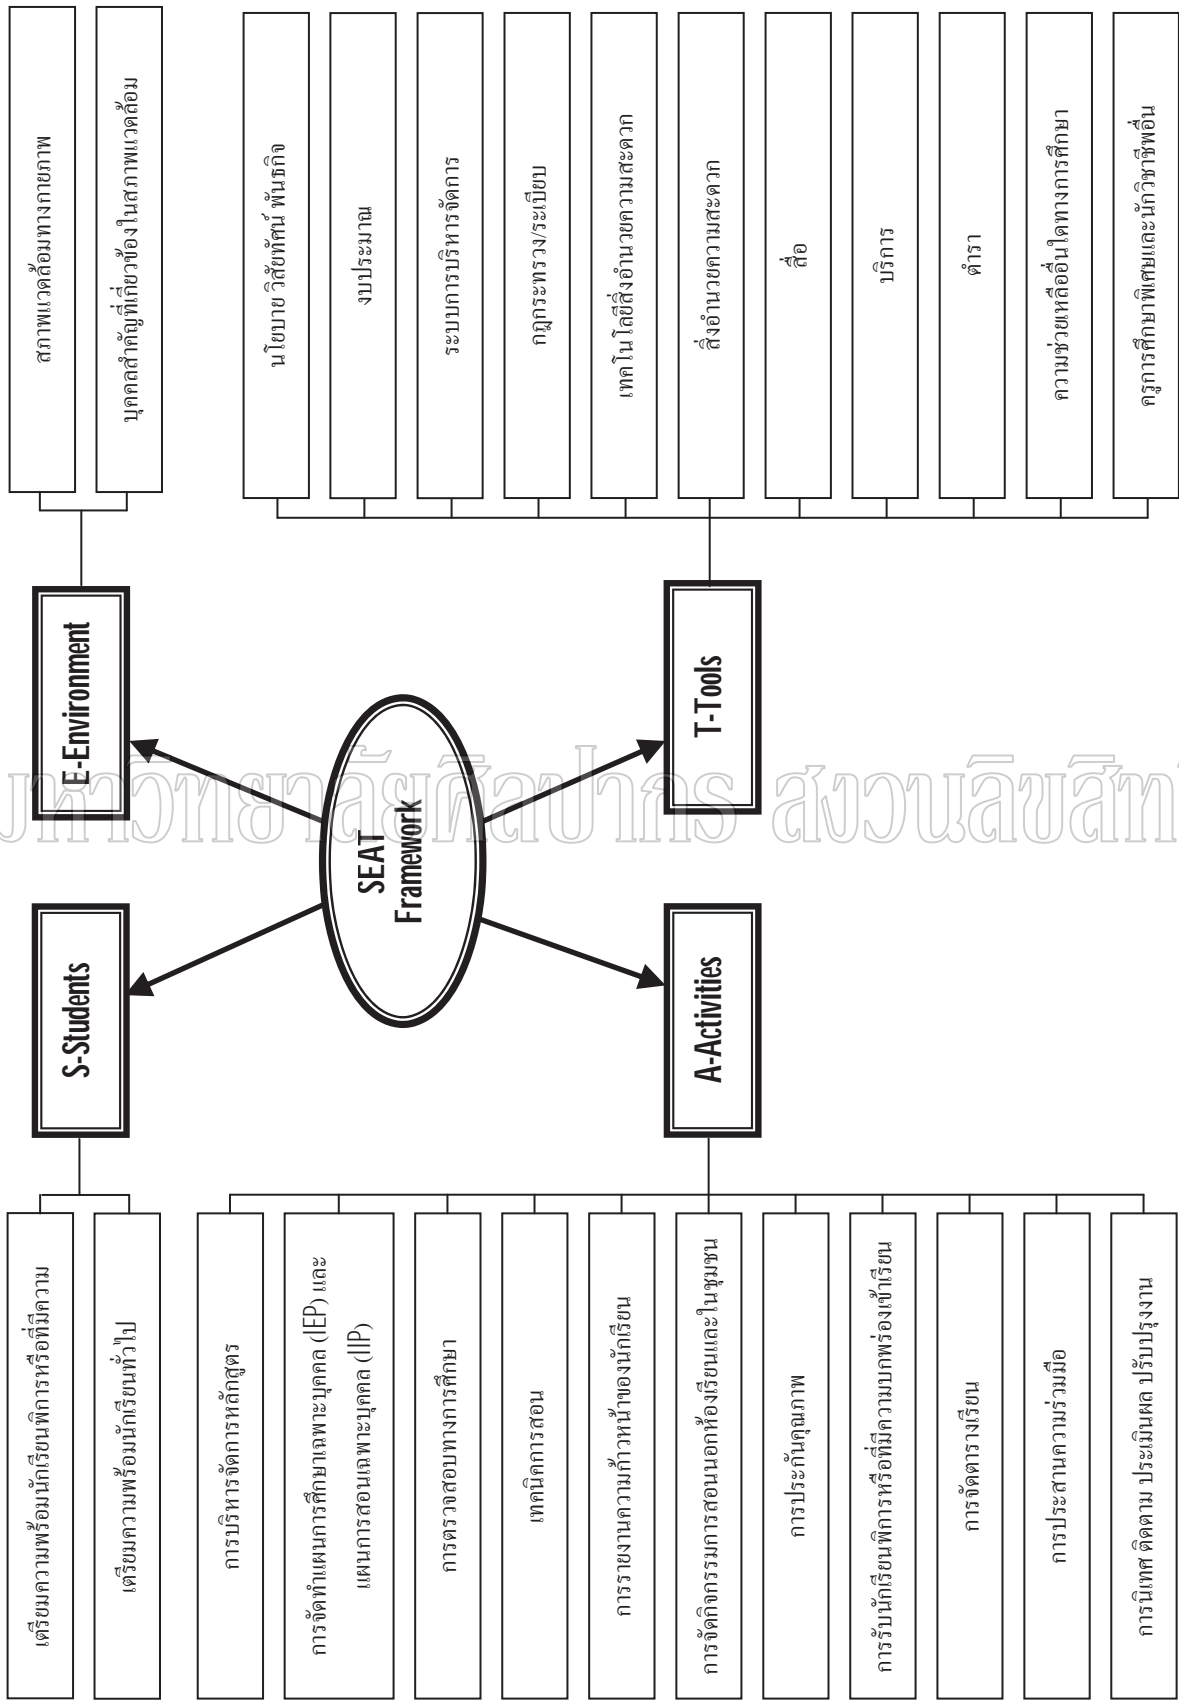 เตรียมความพร้อมนักเรียนพิการหรือที่มีความ
เตรียมความพร้อมนักเรียนทั่วไป
S-Students
E-Environment
สภาพแวดล้อมทางกายภาพ
บุคคลสำคัญที่เกี่ยวข้องในสภาพแวดล้อม
SEAT
Framework
A-Activities
การบริหารจัดการหลักสูตร
การจัดทำแผนการศึกษาเฉพาะบุคคล (IEP) และ
แผนการสอนเฉพาะบุคคล (IIP)
การตรวจสอบทางการศึกษา
เทคนิคการสอน
การรายงานความก้าวหน้าของนักเรียน
การจัดกิจกรรมการสอนนอกห้องเรียนและในชุมชน
การประกันคุณภาพ
การรับนักเรียนพิการหรือที่มีความบกพร่องเข้าเรียน
การจัดตารางเรียน
การประสานความร่วมมือ
การนิเทศ ติดตาม ประเมินผล ปรับปรุงงาน
T-Tools
นโยบาย วิสัยทัศน์ พันธกิจ
งบประมาณ
ระบบการบริหารจัดการ
กฎกระทรวง/ระเบียบ
เทคโนโลยีสิ่งอำนวยความสะดวก
สิ่งอำนวยความสะดวก
สื่อ
บริการ
ตำรา
ความช่วยเหลืออื่นใดทางการศึกษา
ครูการศึกษาพิเศษและนักวิชาชีพอื่น
มหาวิทยาลัยศิลปากร สงวนลิขสิท